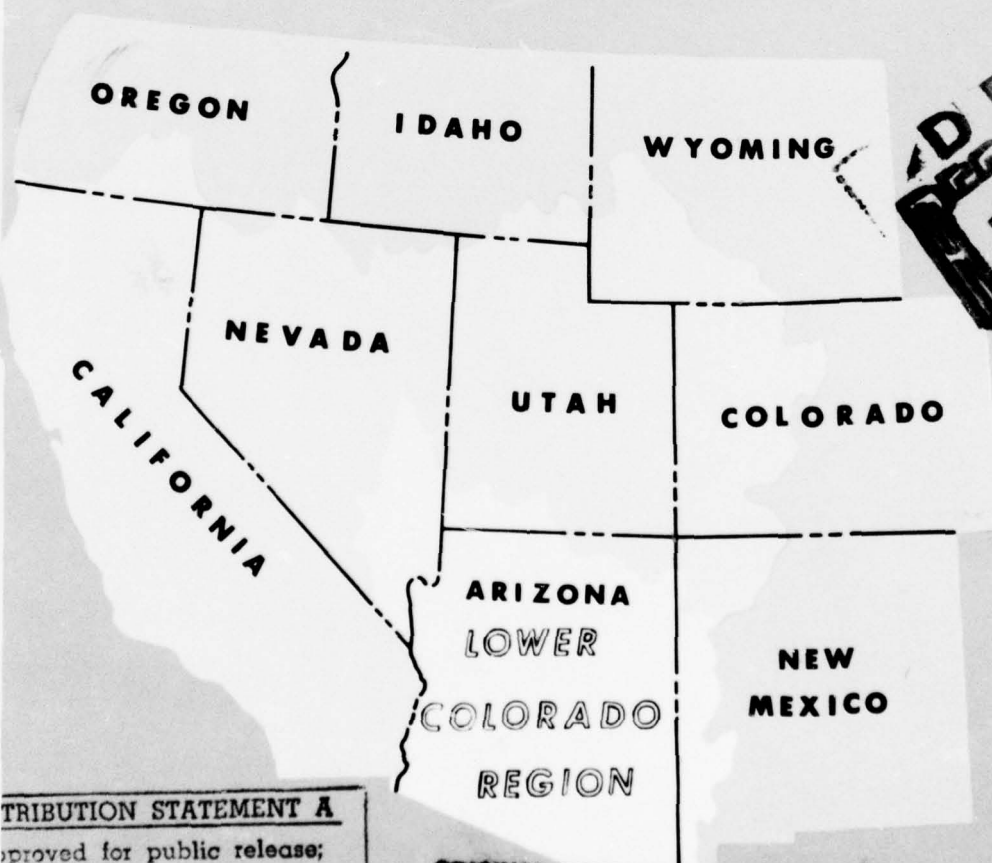 OREGON
IDAHO
WYOMING
NEVADA
CALIFORNIA
UTAH
COLORADO
ARIZONA
LOWER
COLORADO
REGION
NEW
MEXICO
TRIBUTION STATEMENT A
pproved for public release;